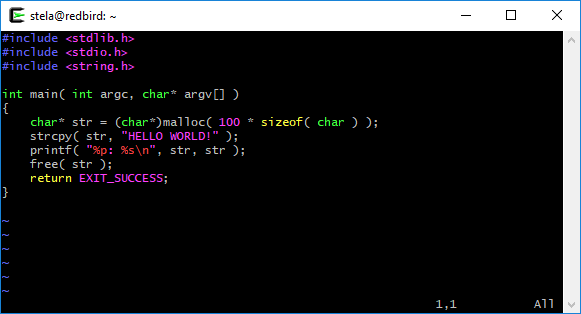 stela@redbird: ~
#include <stdlib.h>
#include <stdio.h>
#include <string.h>
int main( int argc, char* argv[] )
{
    char* str = (char*)malloc( 100 * sizeof( char ) );
    strcpy( str, "HELLO WORLD!" );
    printf( "%p: %s\n", str, str );
    free( str );
    return EXIT_SUCCESS;
}
~
~
~
~
~
~
1,1 All